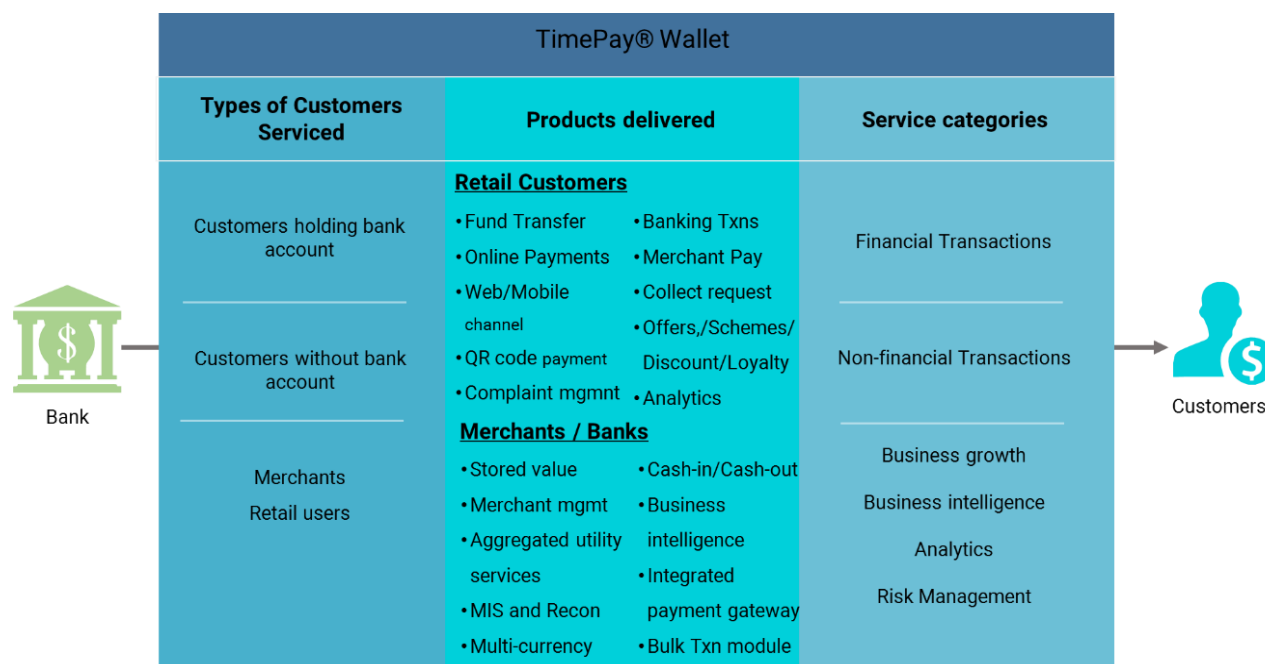 TimePay® Wallet
Types of Customers
Serviced
Products delivered
Service categories
Customers holding bank
account
Customers without bank
account
Merchants
Retail users
Retail Customers
•Fund Transfer
•Online Payments
•Web/Mobile
channel
•QR code payment
•Complaint mgmnt
•Banking Txns
•Merchant Pay
•Collect request
•Offers,/Schemes/
Discount/Loyalty
•Analytics
Merchants / Banks
•Stored value
•Merchant mgmt
•Aggregated utility
services
•MIS and Recon
•Multi-currency
•Cash-in/Cash-out
•Business
intelligence
•Integrated
payment gateway
•Bulk Txn module
Financial Transactions
Non-financial Transactions
Business growth
Business intelligence
Analytics
Risk Management
$
Bank
$
Customers